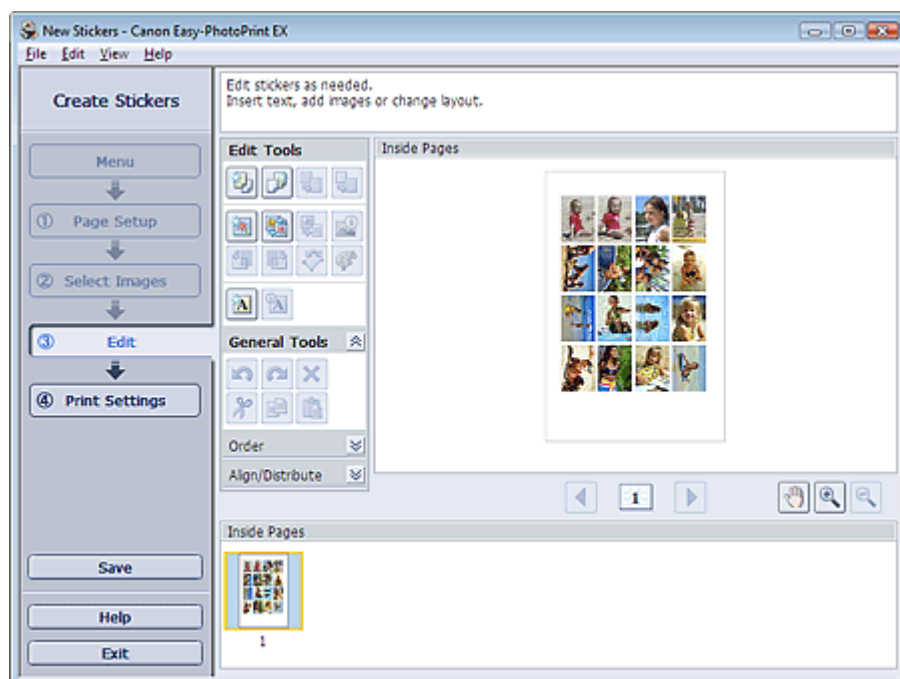 New Stickers - Canon Easy-PhotoPrint EX
File Edit View Help
Create Stickers
Edit stickers as needed.
Insert text, add images or change layout.
Menu
① Page Setup
② Select Images
③ Edit
④ Print Settings
Save
Help
Exit
Edit Tools
A A
General Tools
Order
Align/Distribute
Inside Pages
1
Inside Pages
1